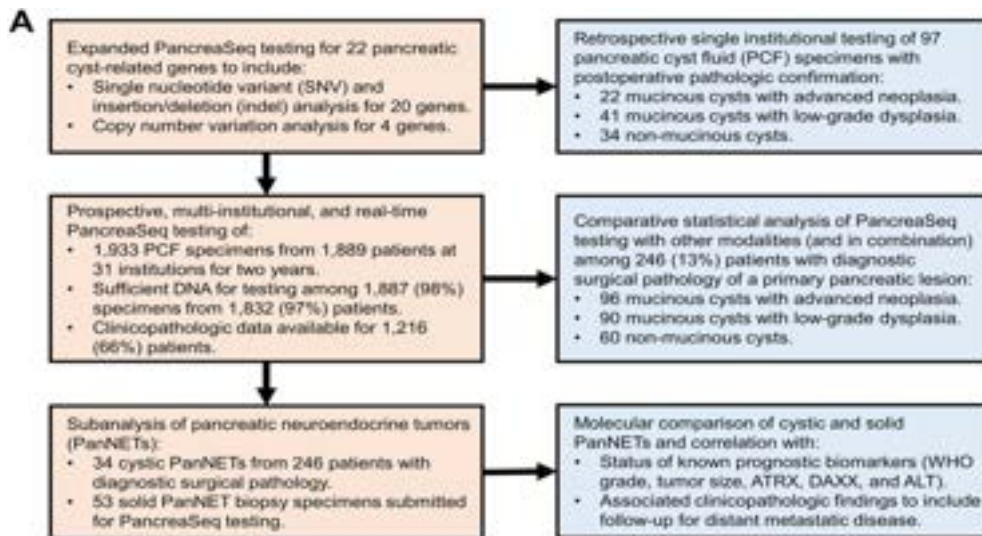 A
Expanded PancreaSeq testing for 22 pancreatic
cyst-related genes to include:
• Single nucleotide variant (SNV) and
insertion/deletion (indel) analysis for 20 genes.
• Copy number variation analysis for 4 genes.
Retrospective single institutional testing of 97
pancreatic cyst fluid (PCF) specimens with
postoperative pathologic confirmation:
• 22 mucinous cysts with advanced neoplasia.
• 41 mucinous cysts with low-grade dysplasia.
• 34 non-mucinous cysts.
Prospective, multi-institutional, and real-time
PancreaSeq testing of:
• 1,933 PCF specimens from 1,889 patients at
31 institutions for two years.
• Sufficient DNA for testing among 1,887 (98%)
specimens from 1,832 (97%) patients.
• Clinicopathologic data available for 1,216
(66%) patients.
Comparative statistical analysis of PancreaSeq
testing with other modalities (and in combination)
among 246 (13%) patients with diagnostic
surgical pathology of a primary pancreatic lesion:
• 96 mucinous cysts with advanced neoplasia.
• 90 mucinous cysts with low-grade dysplasia.
• 60 non-mucinous cysts.
Subanalysis of pancreatic neuroendocrine tumors
(PanNETs):
• 34 cystic PanNETs from 246 patients with
diagnostic surgical pathology.
• 53 solid PanNET biopsy specimens submitted
for PancreaSeq testing.
Molecular comparison of cystic and solid
PanNETs and correlation with:
• Status of known prognostic biomarkers (WHO
grade, tumor size, ATRX, DAXX, and ALT).
• Associated clinicopathologic findings to include
follow-up for distant metastatic disease.